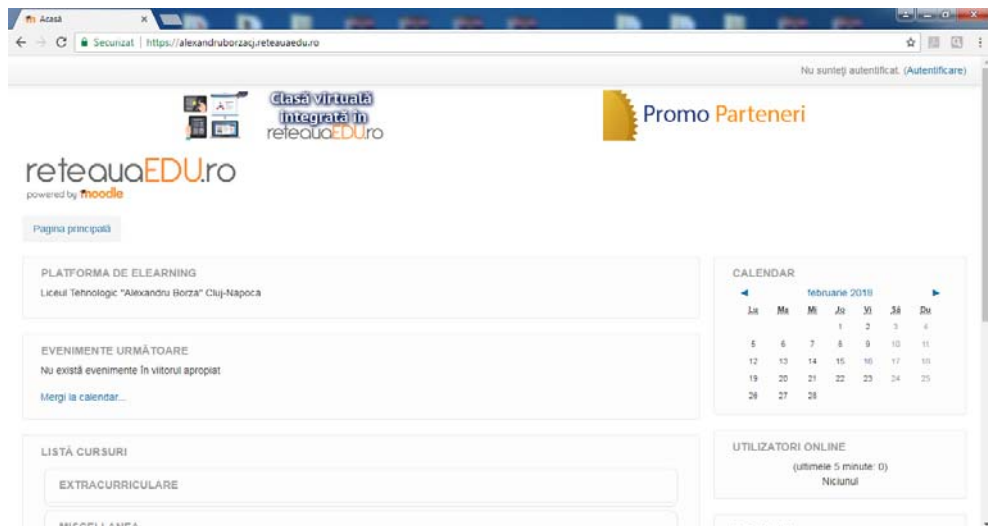 Acasă
Securizat | https://alexandruborzacj.reteauaedu.ro
Nu sunteți autentificat. (Autentificare)
Clasă virtuală
integrată în
reteauaEDU.ro
Promo Parteneri
reteauaEDU.ro
powered by moodle
Pagina principală
PLATFORMA DE ELEARNING
Liceul Tehnologic "Alexandru Borza" Cluj-Napoca
EVENIMENTE URMĂTOARE
Nu există evenimente în viitorul apropiat
Mergi la calendar...
LISTĂ CURSURI
EXTRACURRICULARE
MISCELLANEA
CALENDAR
februarie 2018
Lu Ma Mi Jo Vi Sâ Du
1 2 3 4
5 6 7 8 9 10 11
12 13 14 15 16 17 18
19 20 21 22 23 24 25
26 27 28
UTILIZATORI ONLINE
(ultimele 5 minute: 0)
Niciunul